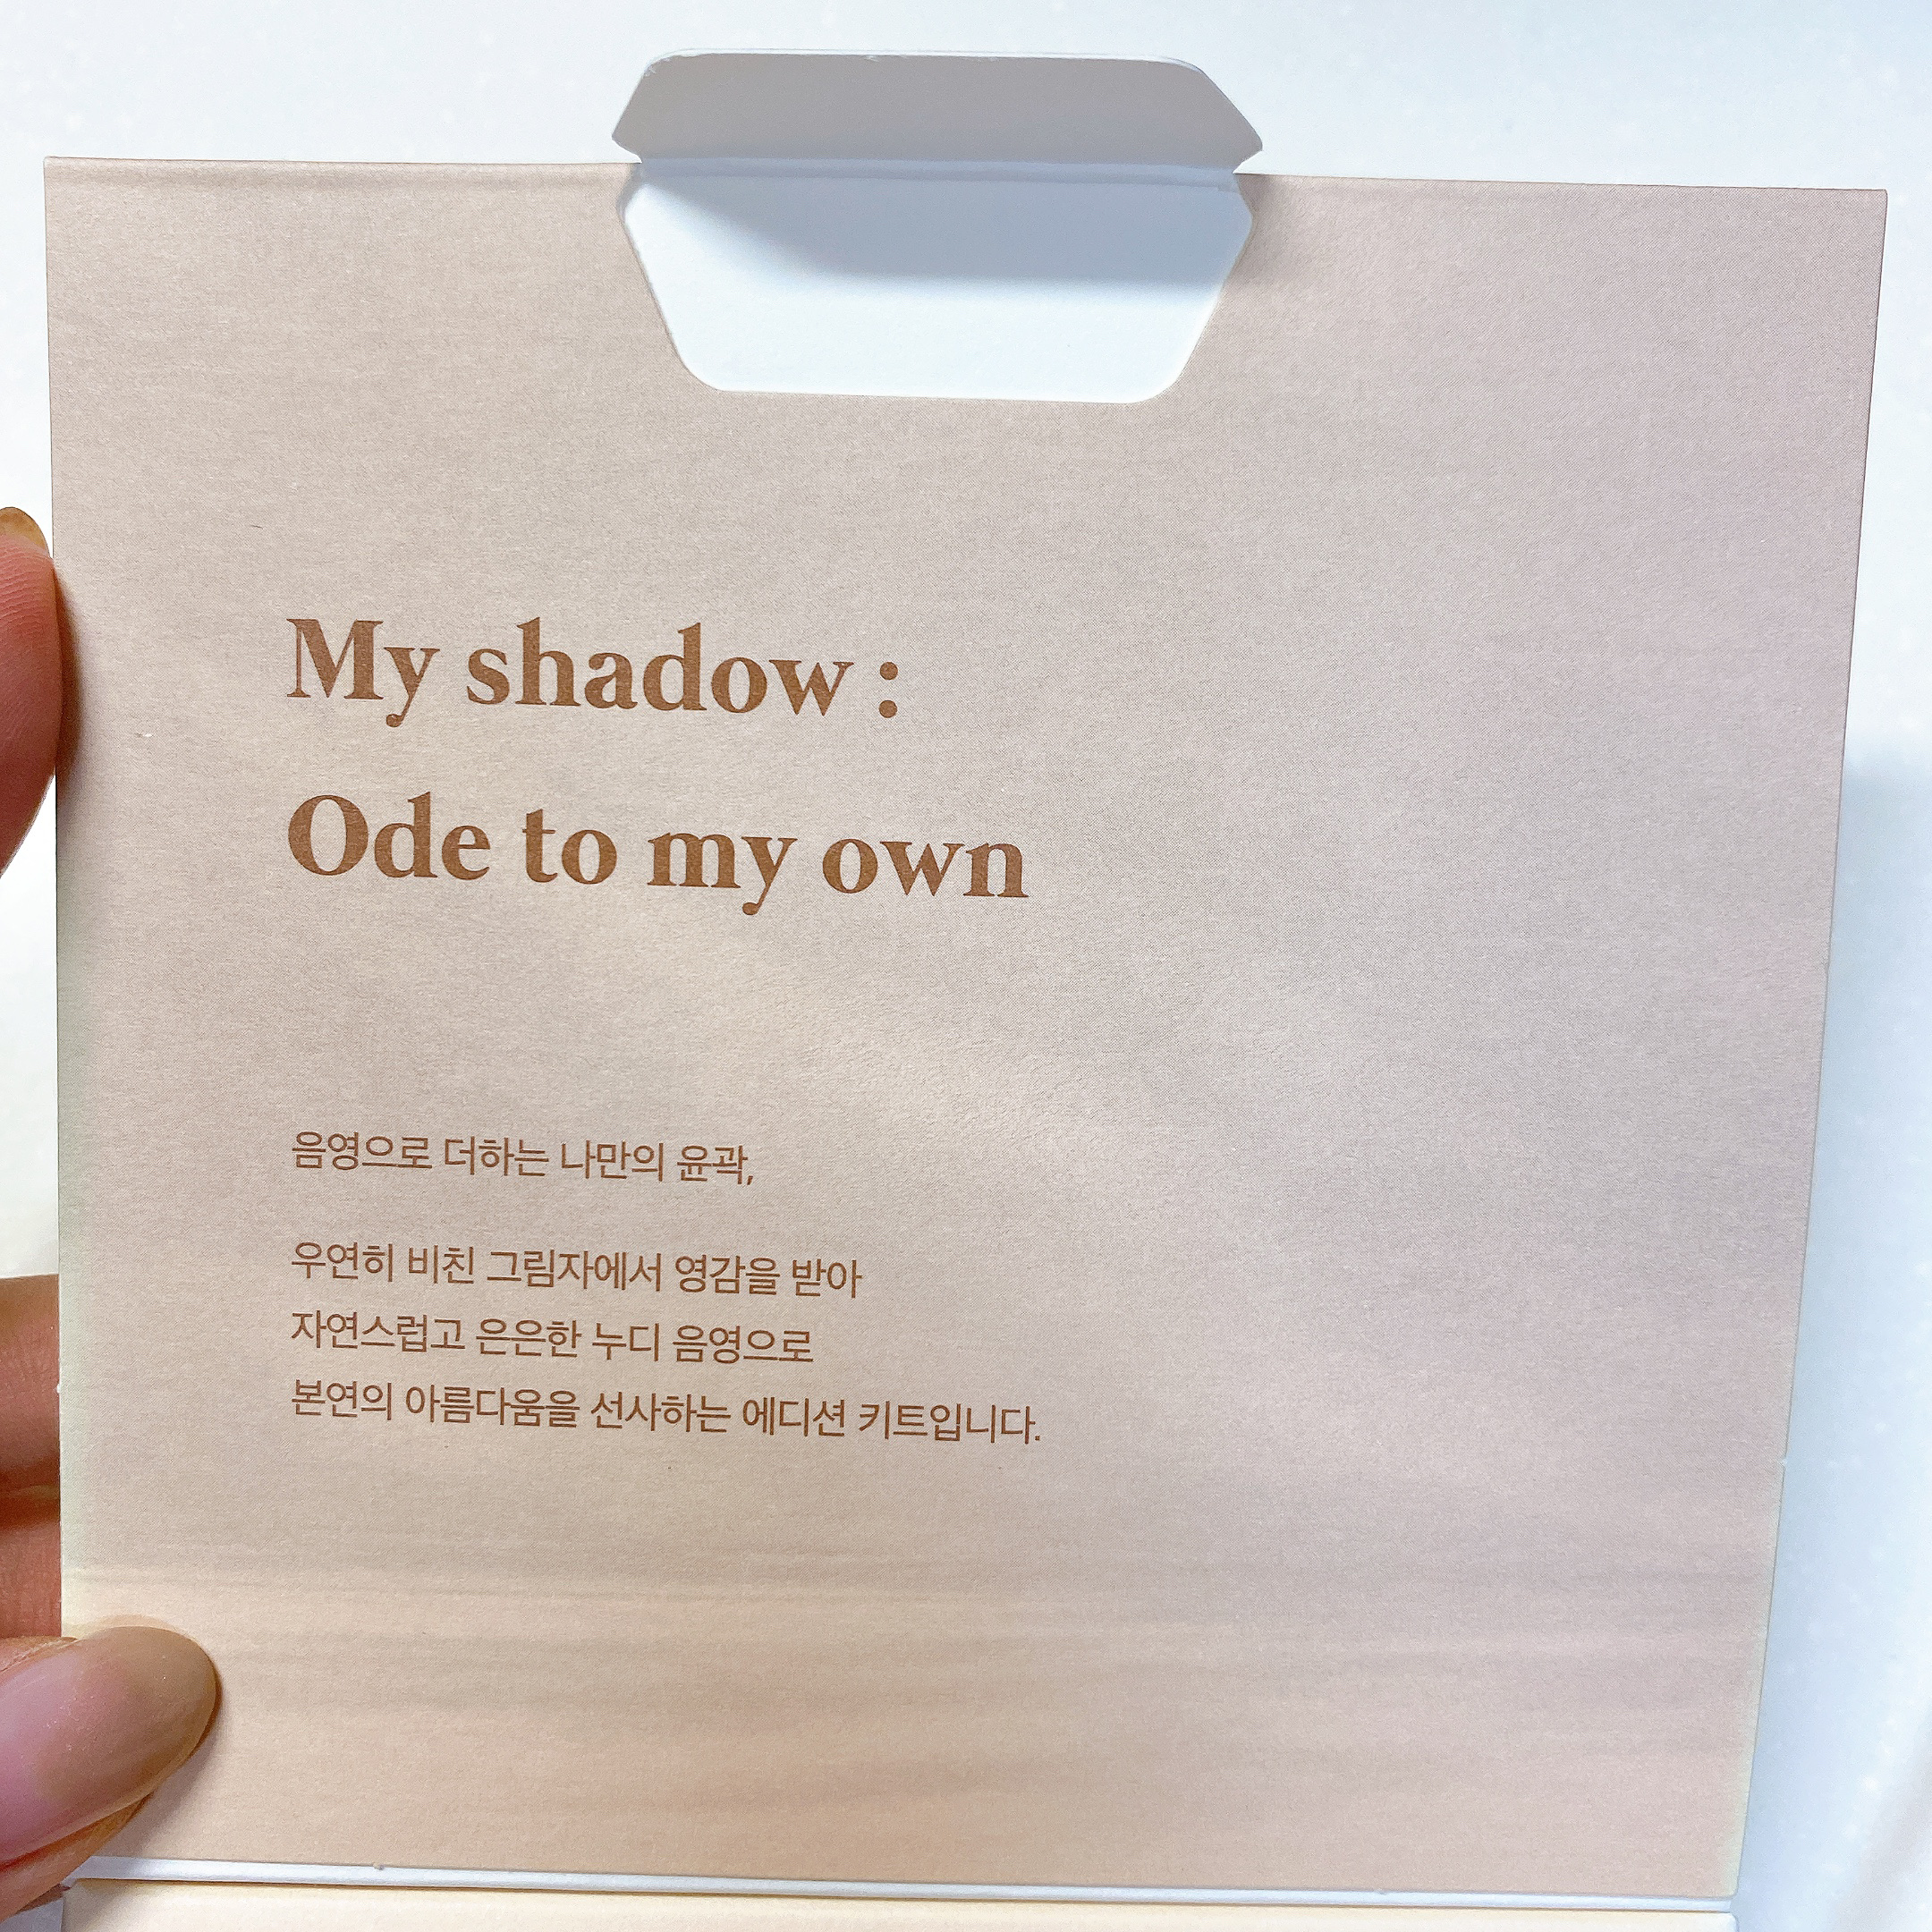 My shadow :
Ode to my own
음영으로 더하는 나만의 윤곽,
우연히 비친 그림자에서 영감을 받아
자연스럽고 은은한 누디 음영으로
본연의 아름다움을 선사하는 에디션 키트입니다.